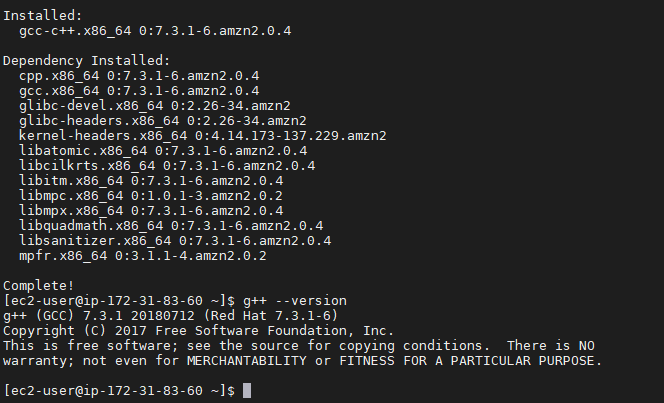 Installed:
  gcc-c++.x86_64 0:7.3.1-6.amzn2.0.4

Dependency Installed:
  cpp.x86_64 0:7.3.1-6.amzn2.0.4
  gcc.x86_64 0:7.3.1-6.amzn2.0.4
  glibc-devel.x86_64 0:2.26-34.amzn2
  glibc-headers.x86_64 0:2.26-34.amzn2
  kernel-headers.x86_64 0:4.14.173-137.229.amzn2
  libatomic.x86_64 0:7.3.1-6.amzn2.0.4
  libcilkrts.x86_64 0:7.3.1-6.amzn2.0.4
  libitm.x86_64 0:7.3.1-6.amzn2.0.4
  libmpc.x86_64 0:1.0.1-3.amzn2.0.2
  libmpx.x86_64 0:7.3.1-6.amzn2.0.4
  libquadmath.x86_64 0:7.3.1-6.amzn2.0.4
  libsanitizer.x86_64 0:7.3.1-6.amzn2.0.4
  mpfr.x86_64 0:3.1.1-4.amzn2.0.2

Complete!
[ec2-user@ip-172-31-83-60 ~]$ g++ --version
g++ (GCC) 7.3.1 20180712 (Red Hat 7.3.1-6)
Copyright (C) 2017 Free Software Foundation, Inc.
This is free software; see the source for copying conditions.  There is NO
warranty; not even for MERCHANTABILITY or FITNESS FOR A PARTICULAR PURPOSE.

[ec2-user@ip-172-31-83-60 ~]$